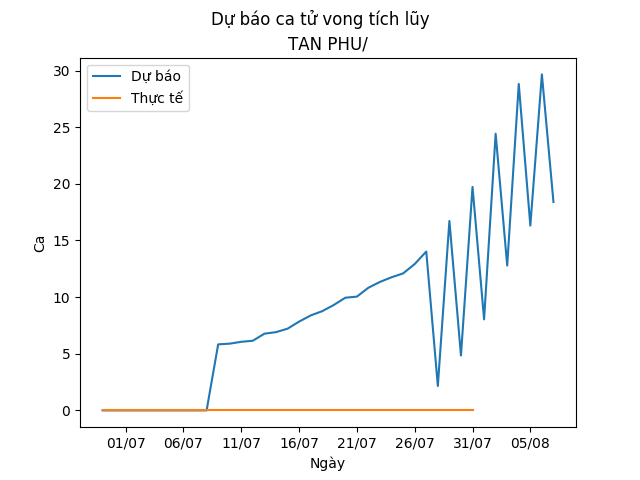 Dự báo ca tử vong tích lũy
TAN PHU/
Dự báo
Thực tế
30
25
20
15
10
5
0
Ca
01/07 06/07 11/07 16/07 21/07 26/07 31/07 05/08
Ngày